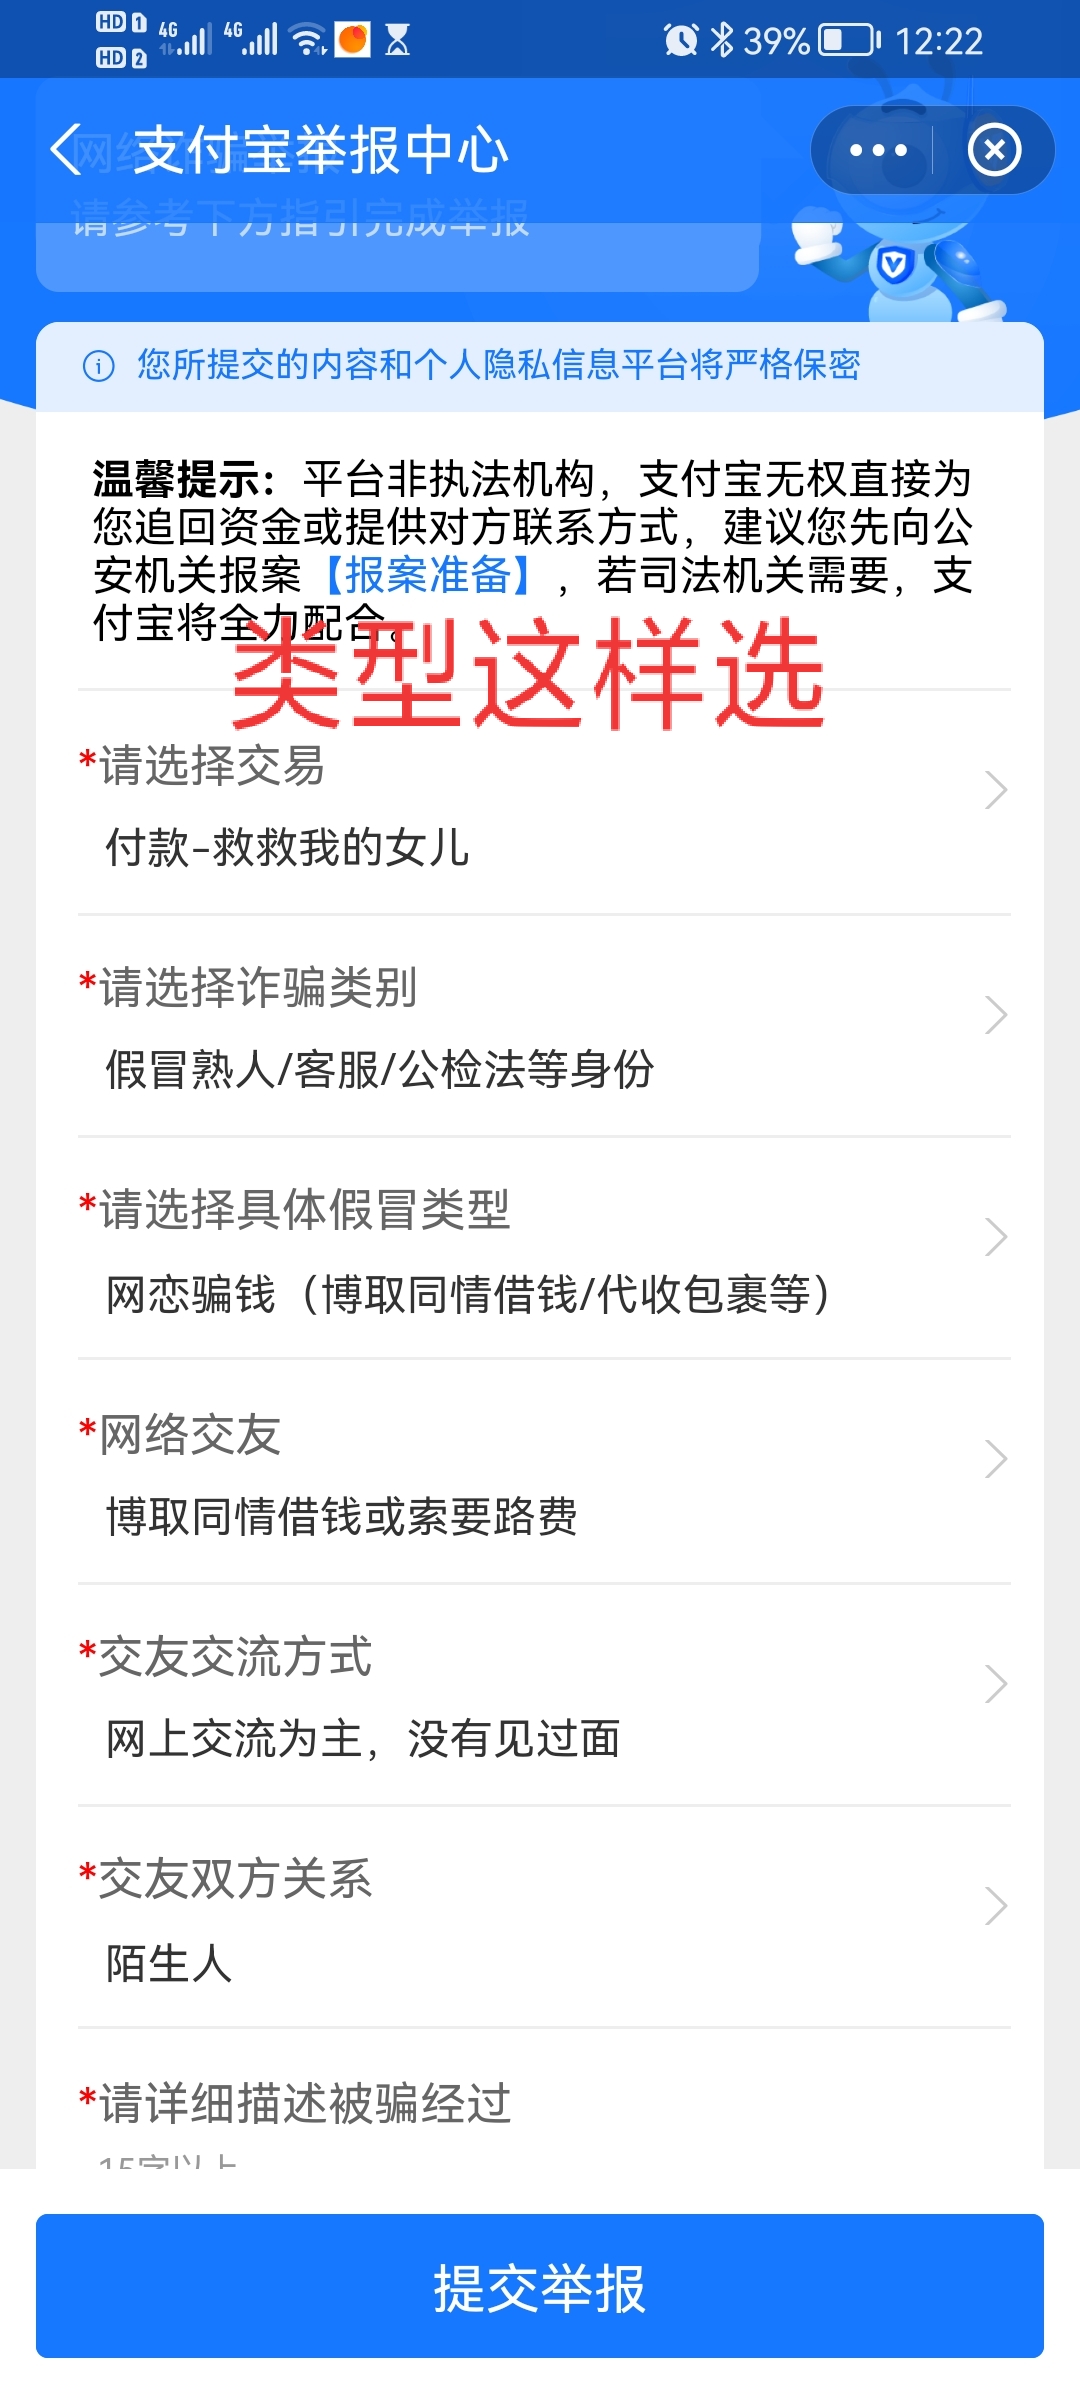 HD 1 4G 4G 39% 12:22
HD 2
支付宝举报中心
请参考下方指引完成举报
您所提交的内容和个人隐私信息平台将严格保密
温馨提示：平台非执法机构，支付宝无权直接为
您追回资金或提供对方联系方式，建议您先向公
安机关报案【报案准备】，若司法机关需要，支
付宝将全力配合。
类型这样选
*请选择交易
付款-救救我的女儿
*请选择诈骗类别
假冒熟人/客服/公检法等身份
*请选择具体假冒类型
网恋骗钱（博取同情借钱/代收包裹等）
*网络交友
博取同情借钱或索要路费
*交友交流方式
网上交流为主，没有见过面
*交友双方关系
陌生人
*请详细描述被骗经过
15字以上
提交举报